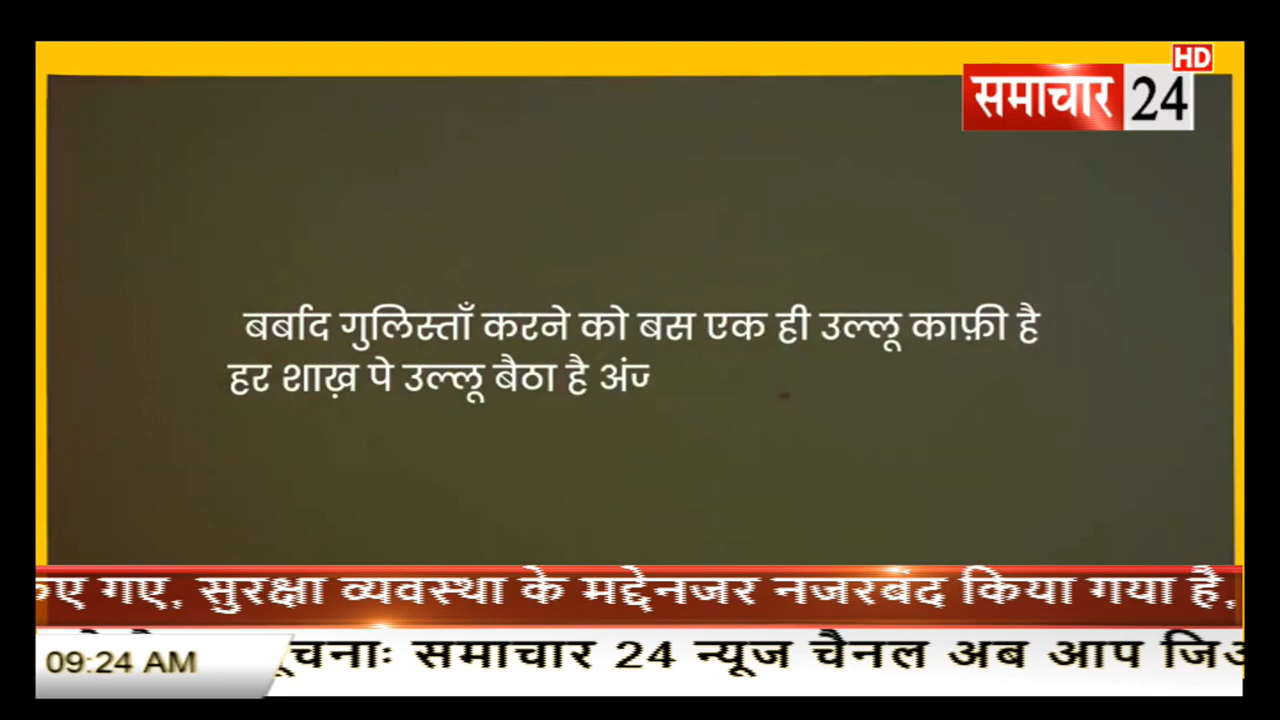 HD
समाचार 24
बर्बाद गुलिस्ताँ करने को बस एक ही उल्लू काफ़ी है
हर शाख़ पे उल्लू बैठा है
गए, सुरक्षा व्यवस्था के मद्देनजर नजरबंद किया गया है,
09:24 AM
समाचार 24 न्यूज चैनल अब आप